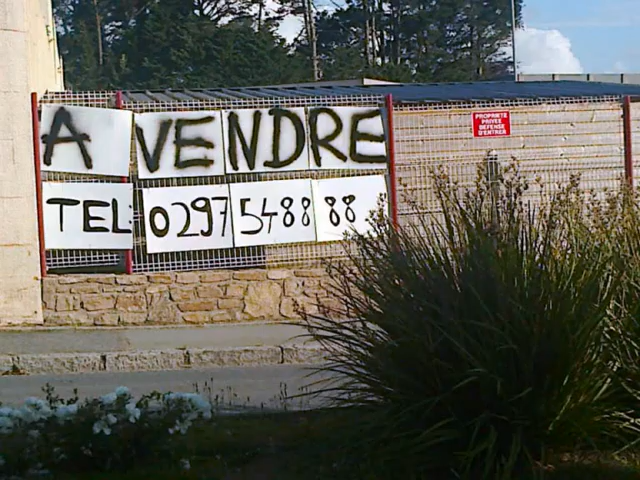 A VENDRE
TEL 0297 5488 88
PROPRIETE
PRIVEE
DEFENSE
D'ENTRER